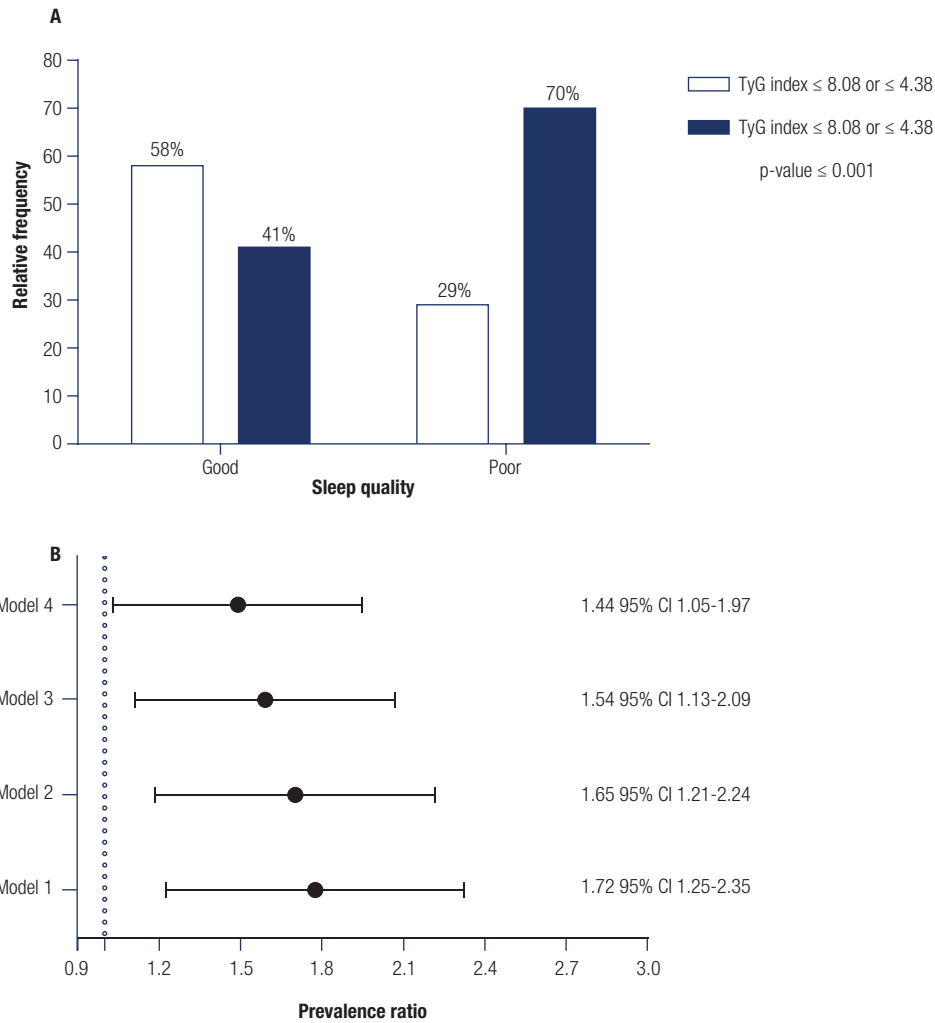 A
80
70
60
50
40
30
20
10
0
Relative frequency
58%
41%
29%
70%
Good
Poor
Sleep quality
TyG index ≤ 8.08 or ≤ 4.38
TyG index ≤ 8.08 or ≤ 4.38
p-value ≤ 0.001
B
Model 4
1.44 95% CI 1.05-1.97
Model 3
1.54 95% CI 1.13-2.09
Model 2
1.65 95% CI 1.21-2.24
Model 1
1.72 95% CI 1.25-2.35
0.9 1.2 1.5 1.8 2.1 2.4 2.7 3.0
Prevalence ratio